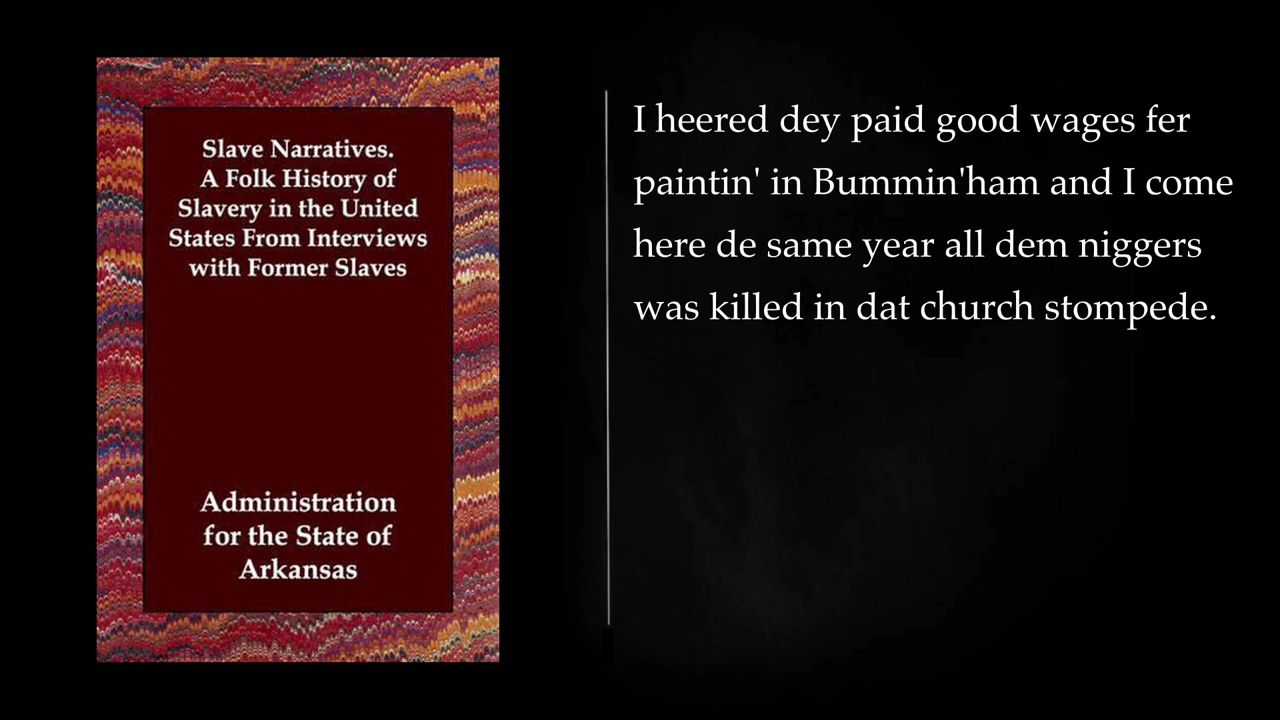 Slave Narratives.
A Folk History of
Slavery in the United
States From Interviews
with Former Slaves
Administration
for the State of
Arkansas
I heered dey paid good wages fer
paintin' in Bummin'ham and I come
here de same year all dem niggers
was killed in dat church stompede.